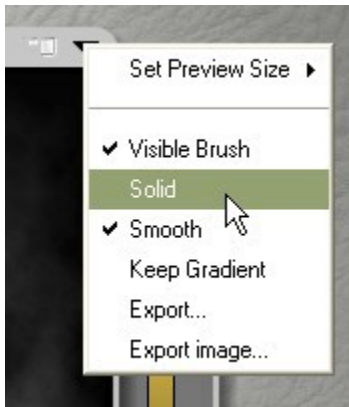 Set Preview Size
Visible Brush
Solid
Smooth
Keep Gradient
Export...
Export image...